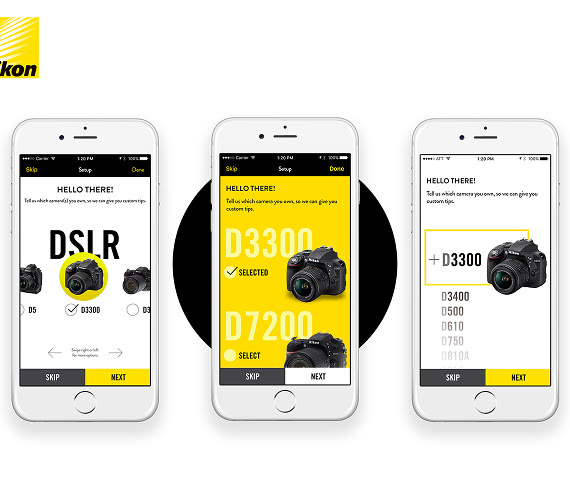 Nikon
Carrier 1:20 PM 100%
Skip Setup Done
HELLO THERE!
Tell us which camera(s) you own, so we can give you
custom tips.
DSLR
D5
D3300
D3
Swipe right or left
for more options.
SKIP NEXT
Carrier 1:20 PM 100%
Skip Setup Done
HELLO THERE!
Tell us which camera you own, so we can give you
custom tips.
D3300
SELECTED
D7200
SELECT
SKIP NEXT
ATT 1:20 PM 100%
HELLO THERE!
Tell us which camera you own, so we can give you
custom tips.
+ D3300
D3400
D500
D610
D750
D810A
SKIP NEXT